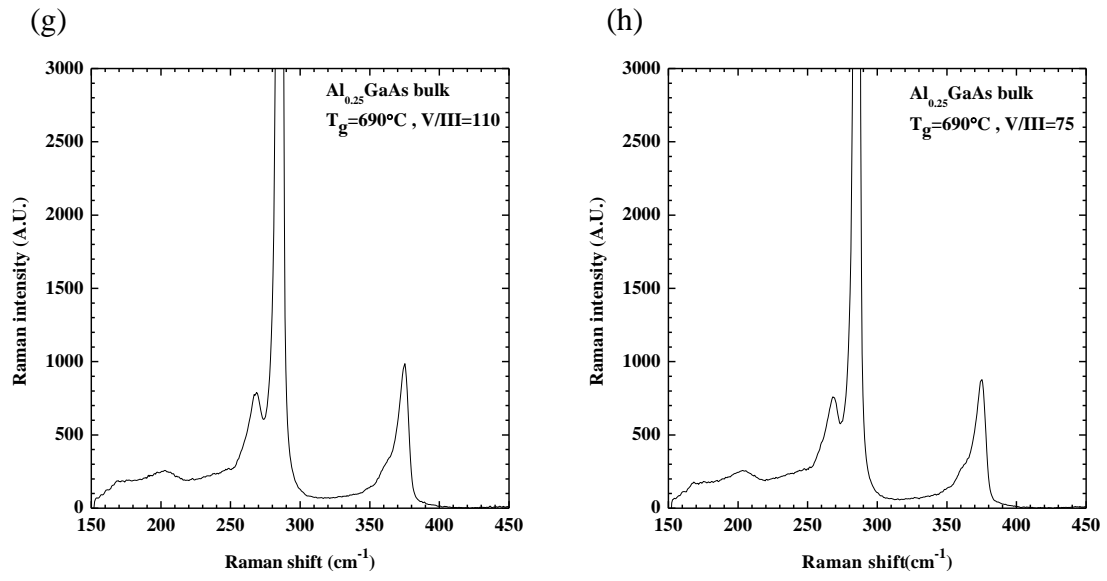 (g)
3000
2500
2000
1500
1000
500
0
150 200 250 300 350 400 450
Raman intensity (A.U.)
Raman shift (cm⁻¹)
Al₀.₂₅GaAs bulk
T_g=690°C , V/III=110
(h)
3000
2500
2000
1500
1000
500
0
150 200 250 300 350 400 450
Raman intensity (A.U.)
Raman shift(cm⁻¹)
Al₀.₂₅GaAs bulk
T_g=690°C , V/III=75